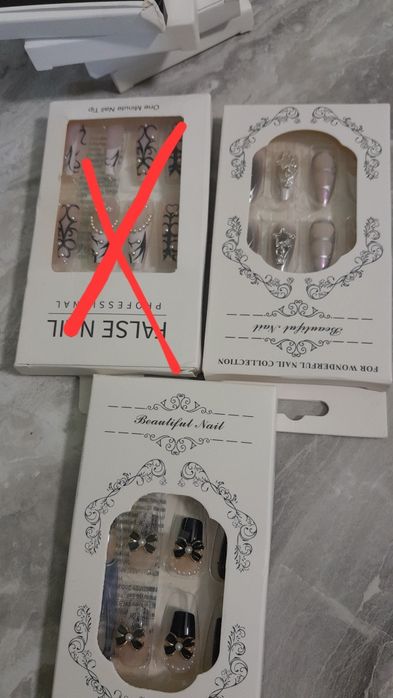 One Minute Nail Tip
PROFESSIONAL
FALSE NAIL
Beautiful Nail
FOR WONDERFUL NAIL COLLECTION
Beautiful Nail